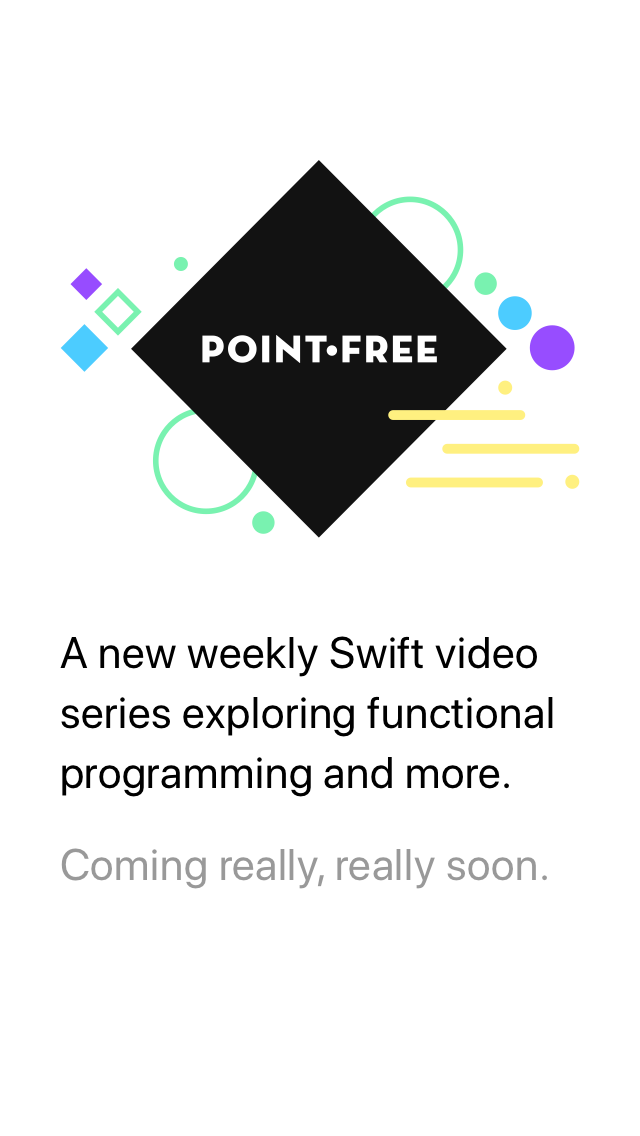 POINT•FREE
A new weekly Swift video
series exploring functional
programming and more.
Coming really, really soon.